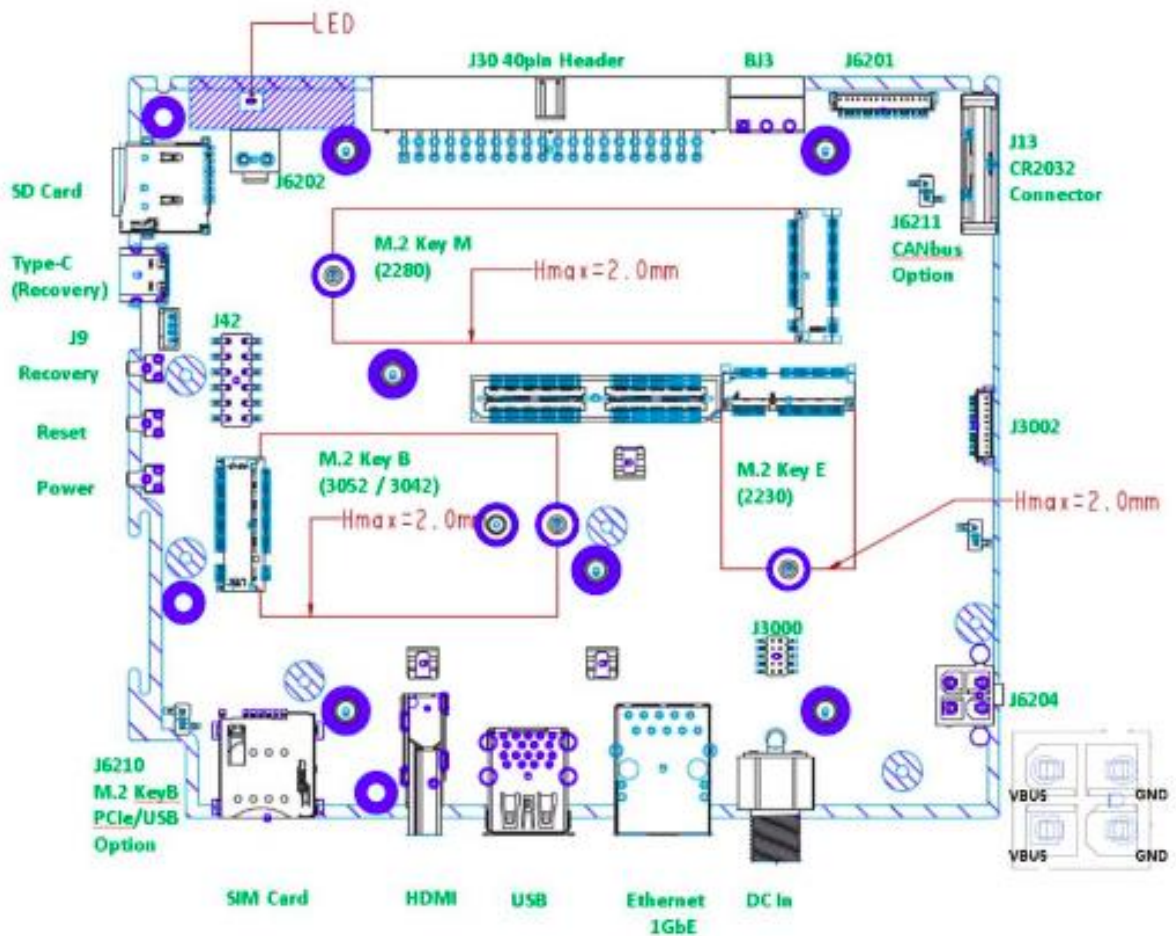 LED
J30 40pin Header
BJ3
J6201
J13
CR2032
Connector
SD Card
J6202
J6211
CANbus
Option
Type-C
(Recovery)
M.2 Key M
(2280)
Hmax=2.0mm
J9
J42
Recovery
Reset
Power
J3002
M.2 Key B
(3052 / 3042)
Hmax=2.0mm
M.2 Key E
(2230)
Hmax=2.0mm
J3000
J6204
J6210
M.2 KeyB
PCIe/USB
Option
VBUS
GND
VBUS
GND
SIM Card
HDMI
USB
Ethernet
1GbE
DC In